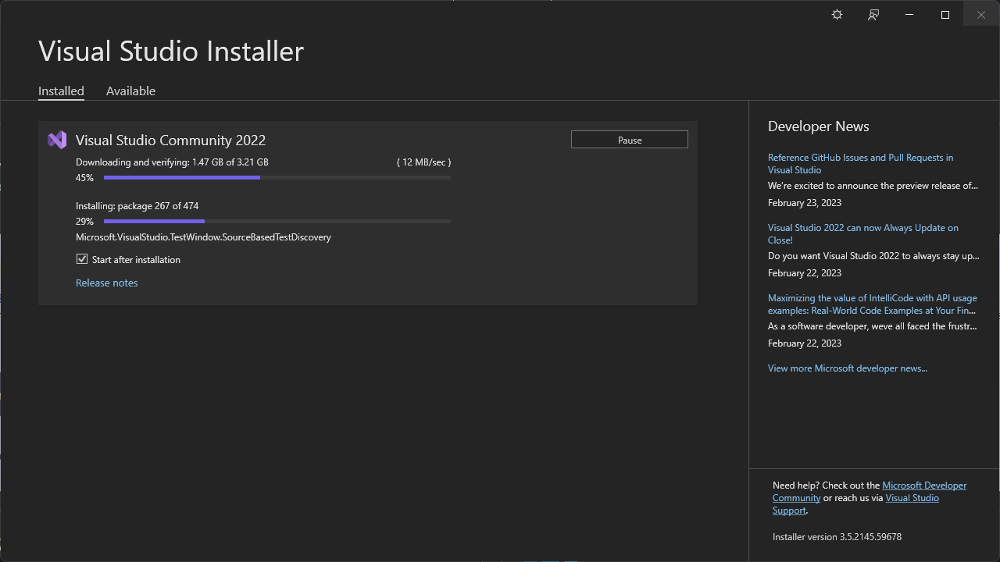 Visual Studio Installer
Installed
Available
Visual Studio Community 2022
Pause
Downloading and verifying: 1.47 GB of 3.21 GB
( 12 MB/sec )
45%
Installing: package 267 of 474
29%
Microsoft.VisualStudio.TestWindow.SourceBasedTestDiscovery
Start after installation
Release notes
Developer News
Reference GitHub Issues and Pull Requests in
Visual Studio
We're excited to announce the preview release of...
February 23, 2023
Visual Studio 2022 can now Always Update on
Close!
Do you want Visual Studio 2022 to always stay up...
February 22, 2023
Maximizing the value of IntelliCode with API usage
examples: Real-World Code Examples at Your Fin...
As a software developer, weve all faced the frustr...
February 22, 2023
View more Microsoft developer news...
Need help? Check out the Microsoft Developer
Community or reach us via Visual Studio
Support.
Installer version 3.5.2145.59678